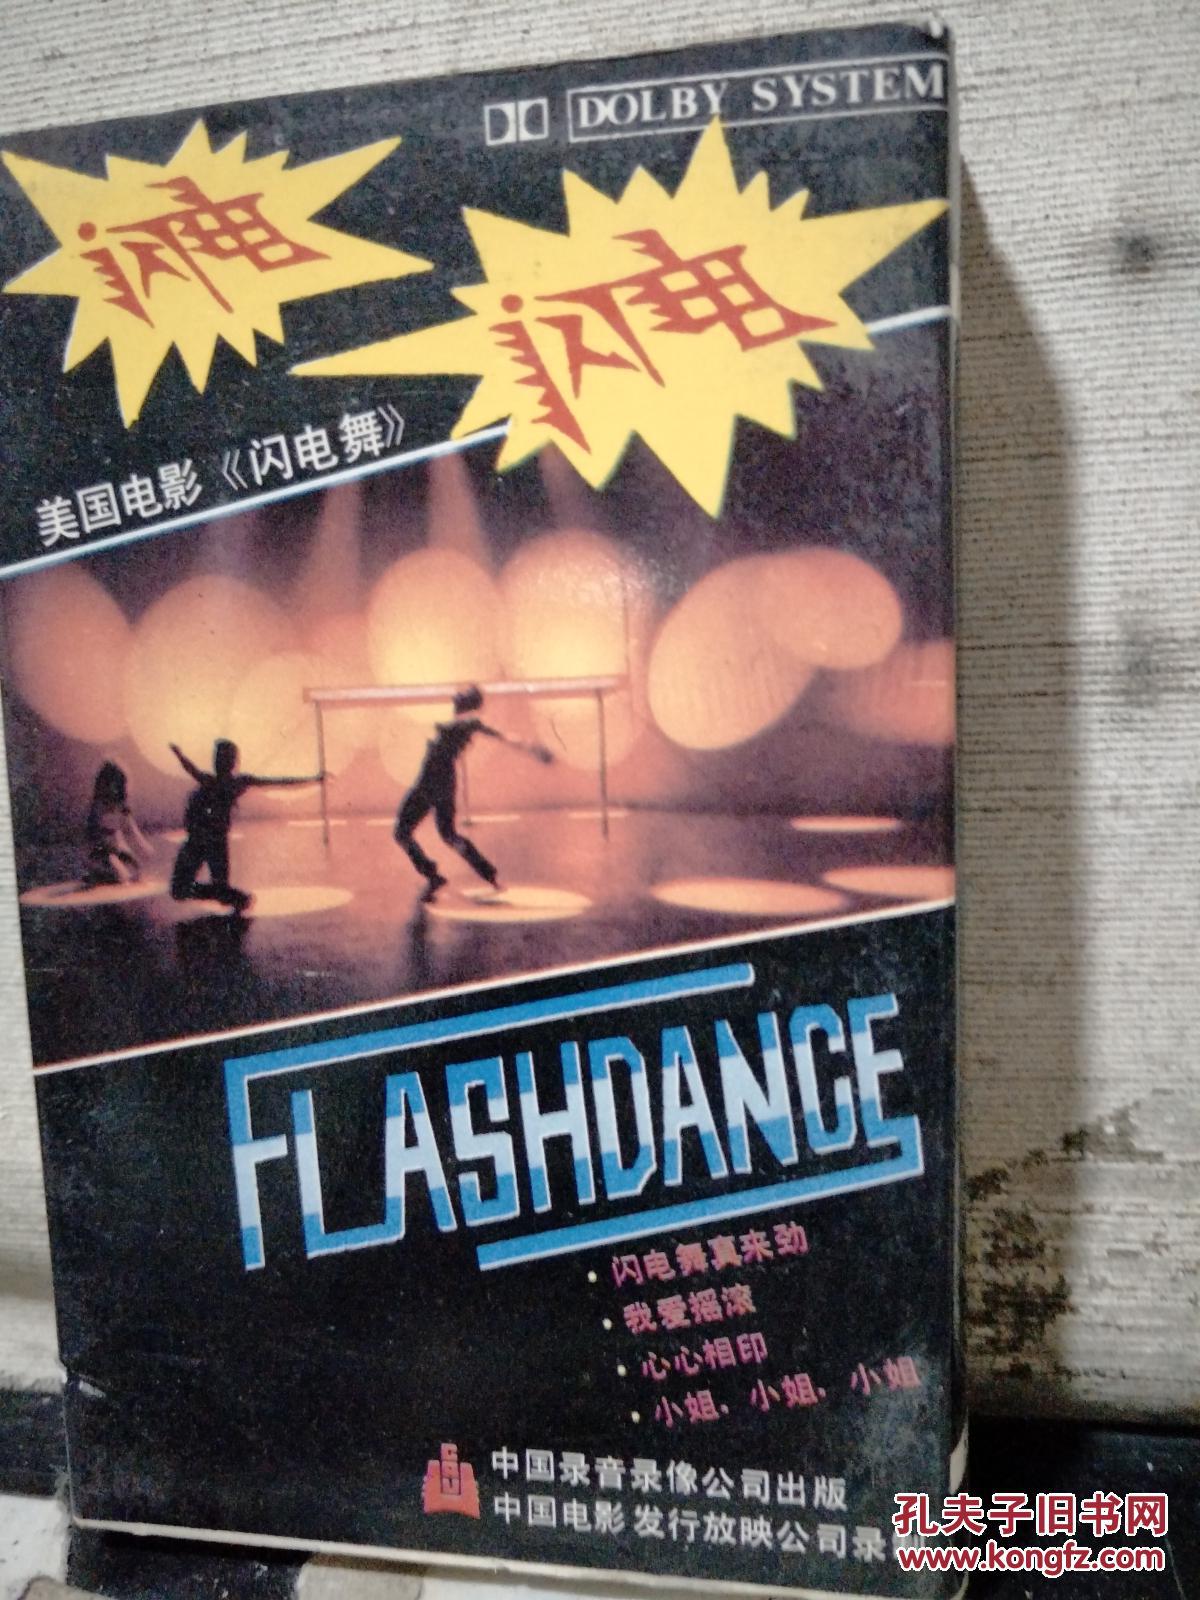 DOLBY SYSTEM
闪电
闪电
美国电影《闪电舞》
FLASHDANCE
·闪电舞真来劲
·我爱摇滚
·心心相印
·小姐.小姐.小姐
CAV
中国录音录像公司出版
中国电影发行放映公司录
孔夫子旧书网
www.kongfz.com